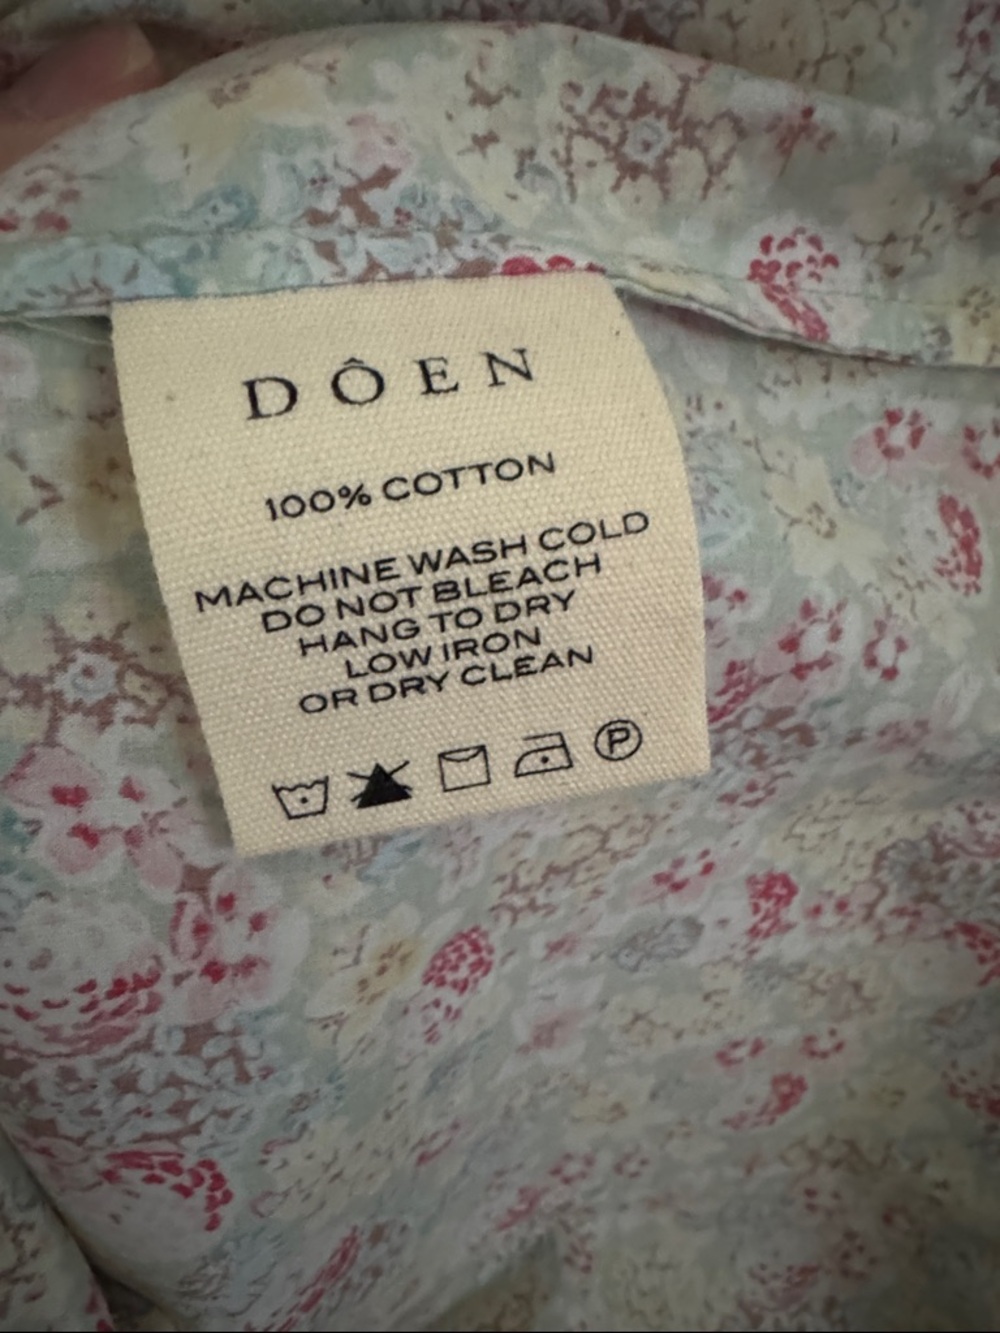 DÔEN
100% COTTON
MACHINE WASH COLD
DO NOT BLEACH
HANG TO DRY
LOW IRON
OR DRY CLEAN
P